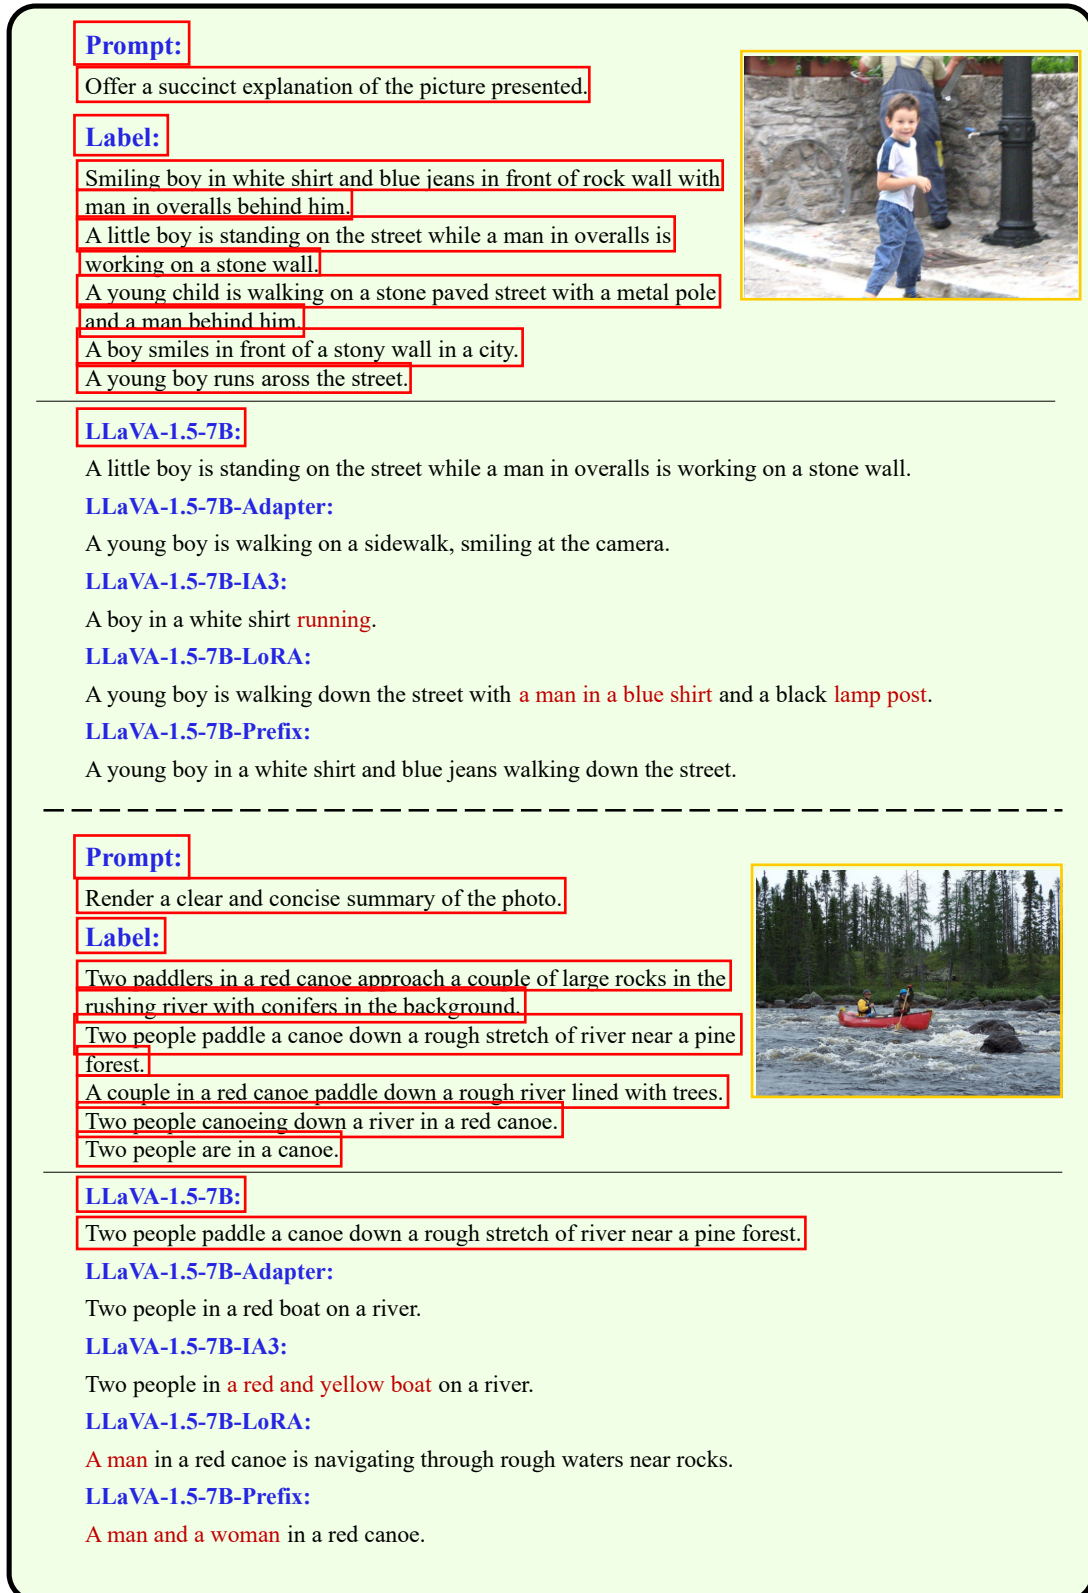 Prompt:
Offer a succinct explanation of the picture presented.
Label:
Smiling boy in white shirt and blue jeans in front of rock wall with
man in overalls behind him.
A little boy is standing on the street while a man in overalls is
working on a stone wall.
A young child is walking on a stone paved street with a metal pole
and a man behind him.
A boy smiles in front of a stony wall in a city.
A young boy runs aross the street.
LLaVA-1.5-7B:
A little boy is standing on the street while a man in overalls is working on a stone wall.
LLaVA-1.5-7B-Adapter:
A young boy is walking on a sidewalk, smiling at the camera.
LLaVA-1.5-7B-IA3:
A boy in a white shirt running.
LLaVA-1.5-7B-LoRA:
A young boy is walking down the street with a man in a blue shirt and a black lamp post.
LLaVA-1.5-7B-Prefix:
A young boy in a white shirt and blue jeans walking down the street.
Prompt:
Render a clear and concise summary of the photo.
Label:
Two paddlers in a red canoe approach a couple of large rocks in the
rushing river with conifers in the background.
Two people paddle a canoe down a rough stretch of river near a pine
forest.
A couple in a red canoe paddle down a rough river lined with trees.
Two people canoeing down a river in a red canoe.
Two people are in a canoe.
LLaVA-1.5-7B:
Two people paddle a canoe down a rough stretch of river near a pine forest.
LLaVA-1.5-7B-Adapter:
Two people in a red boat on a river.
LLaVA-1.5-7B-IA3:
Two people in a red and yellow boat on a river.
LLaVA-1.5-7B-LoRA:
A man in a red canoe is navigating through rough waters near rocks.
LLaVA-1.5-7B-Prefix:
A man and a woman in a red canoe.